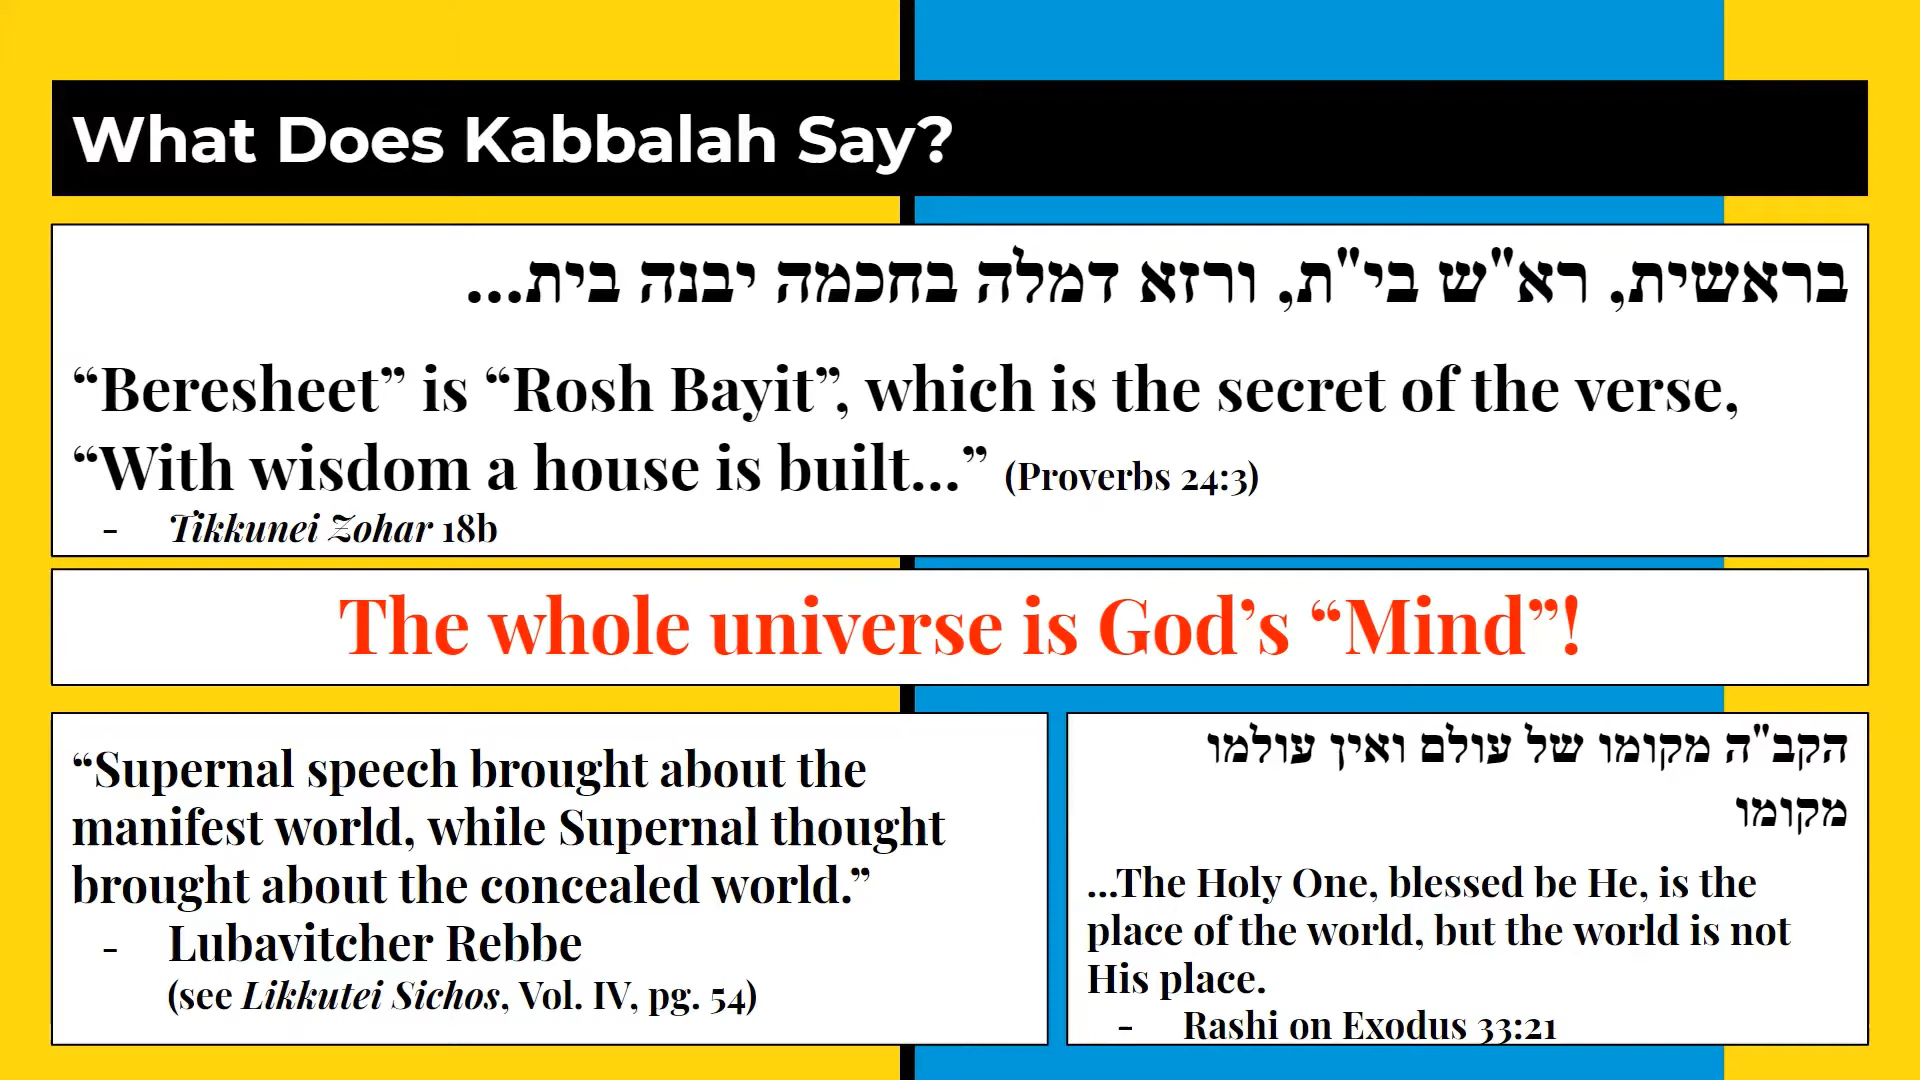 What Does Kabbalah Say?
בראשית, רא"ש בי"ת, ורזא דמלה בחכמה יבנה בית...
“Beresheet” is “Rosh Bayit”, which is the secret of the verse,
“With wisdom a house is built...” (Proverbs 24:3)
- Tikkunei Zohar 18b
The whole universe is God’s “Mind”!
“Supernal speech brought about the
manifest world, while Supernal thought
brought about the concealed world.”
- Lubavitcher Rebbe
(see Likkutei Sichos, Vol. IV, pg. 54)
הקב"ה מקומו של עולם ואין עולמו
מקומו
...The Holy One, blessed be He, is the
place of the world, but the world is not
His place.
- Rashi on Exodus 33:21